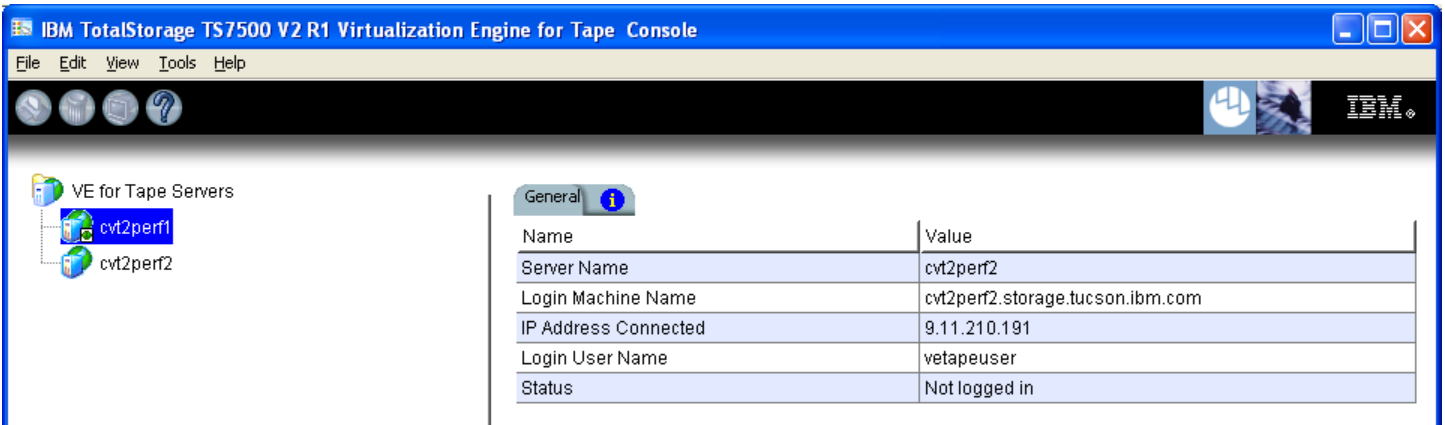 IBM TotalStorage TS7500 V2 R1 Virtualization Engine for Tape Console
File Edit View Tools Help
IBM®
VE for Tape Servers
cvt2perf1
cvt2perf2
General
Name Value
Server Name cvt2perf2
Login Machine Name cvt2perf2.storage.tucson.ibm.com
IP Address Connected 9.11.210.191
Login User Name vetapeuser
Status Not logged in